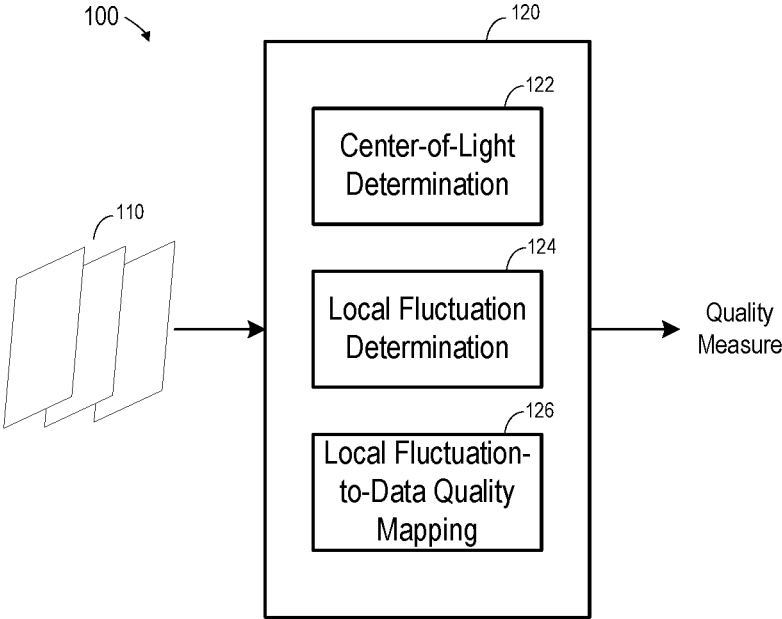 100
120
122
Center-of-Light
Determination
110
124
Local Fluctuation
Determination
Quality
Measure
126
Local Fluctuation-
to-Data Quality
Mapping